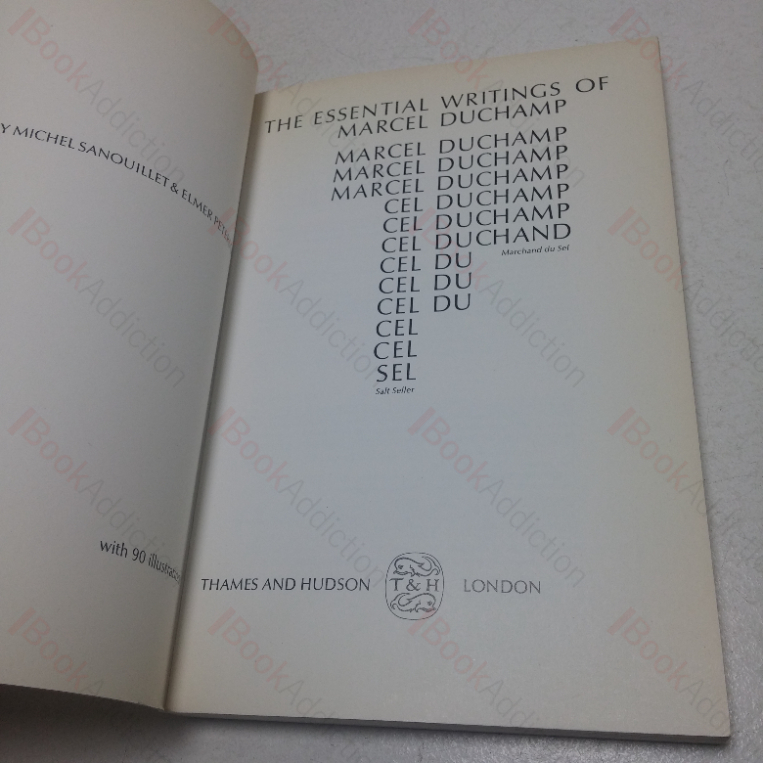 Y MICHEL SANOUILLET & ELMER
with 90
THE ESSENTIAL WRITINGS OF
MARCEL DUCHAMP
MARCEL DUCHAMP
MARCEL DUCHAMP
MARCEL DUCHAMP
CEL DUCHAMP
CEL DUCHAMP
CEL DUCHAND
Marchand du Sel
CEL DU
CEL DU
CEL DU
CEL
CEL
SEL
Salt Seller
THAMES AND HUDSON T & H LONDON
BookAddiction